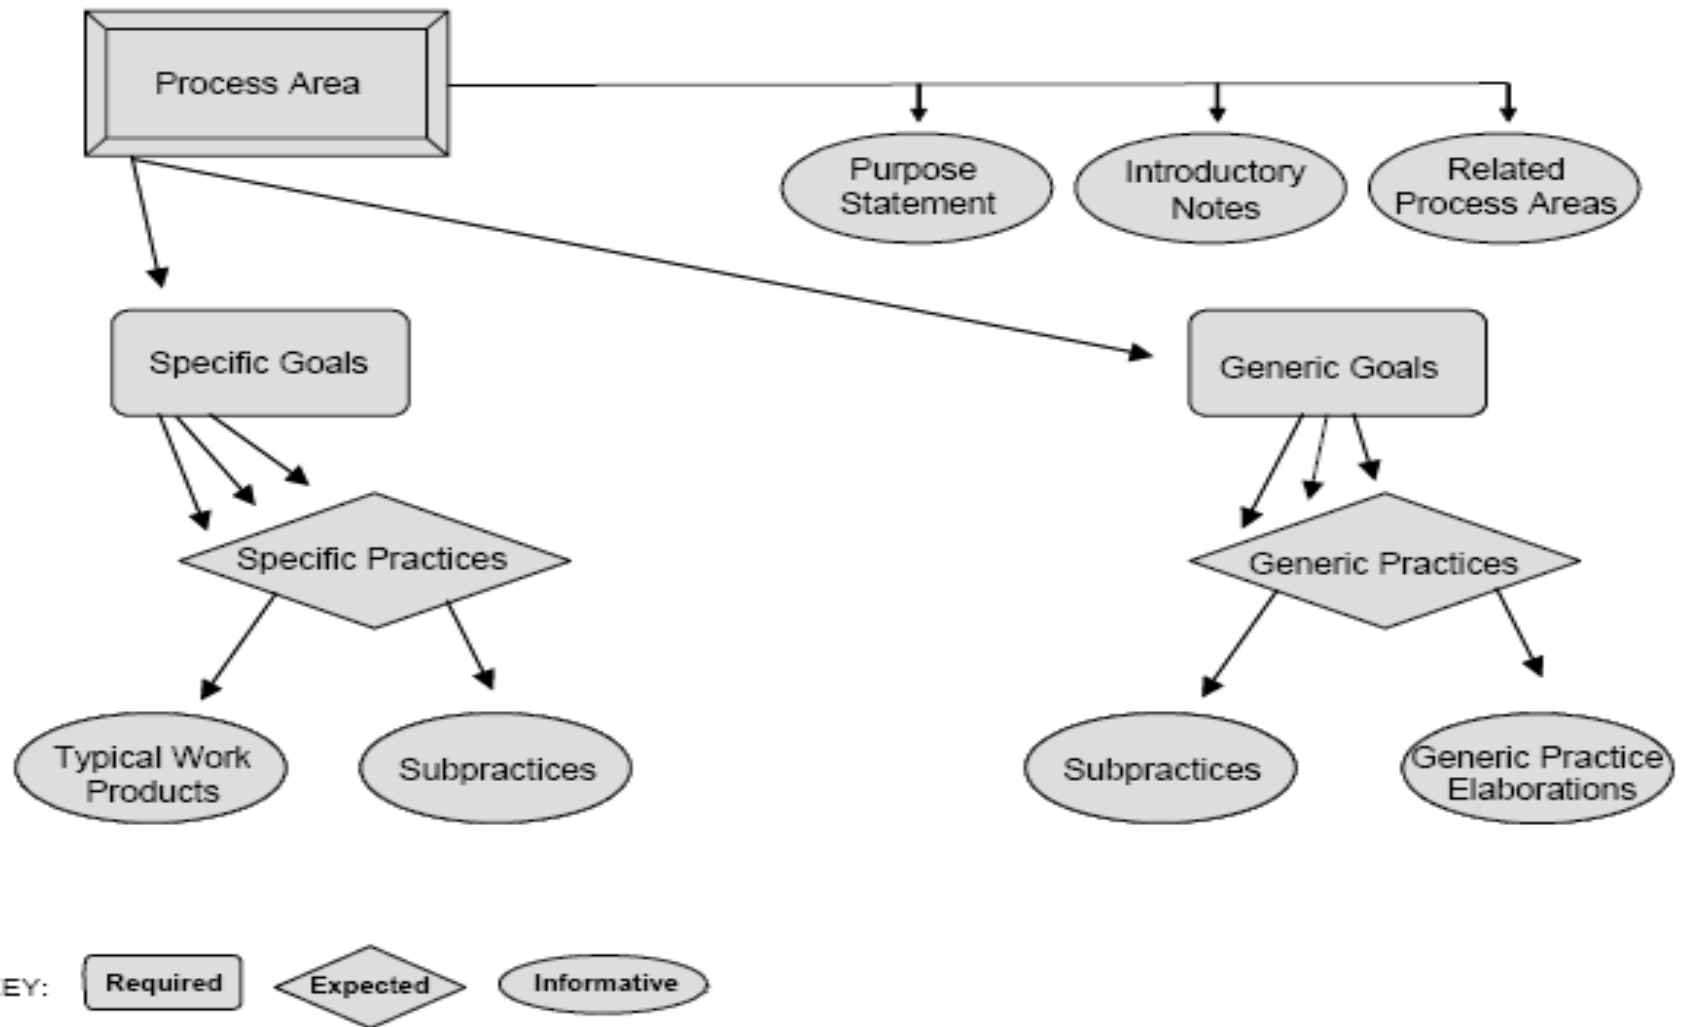 Process Area
Purpose
Statement
Introductory
Notes
Related
Process Areas
Specific Goals
Generic Goals
Specific Practices
Generic Practices
Typical Work
Products
Subpractices
Subpractices
Generic Practice
Elaborations
EY:
Required
Expected
Informative